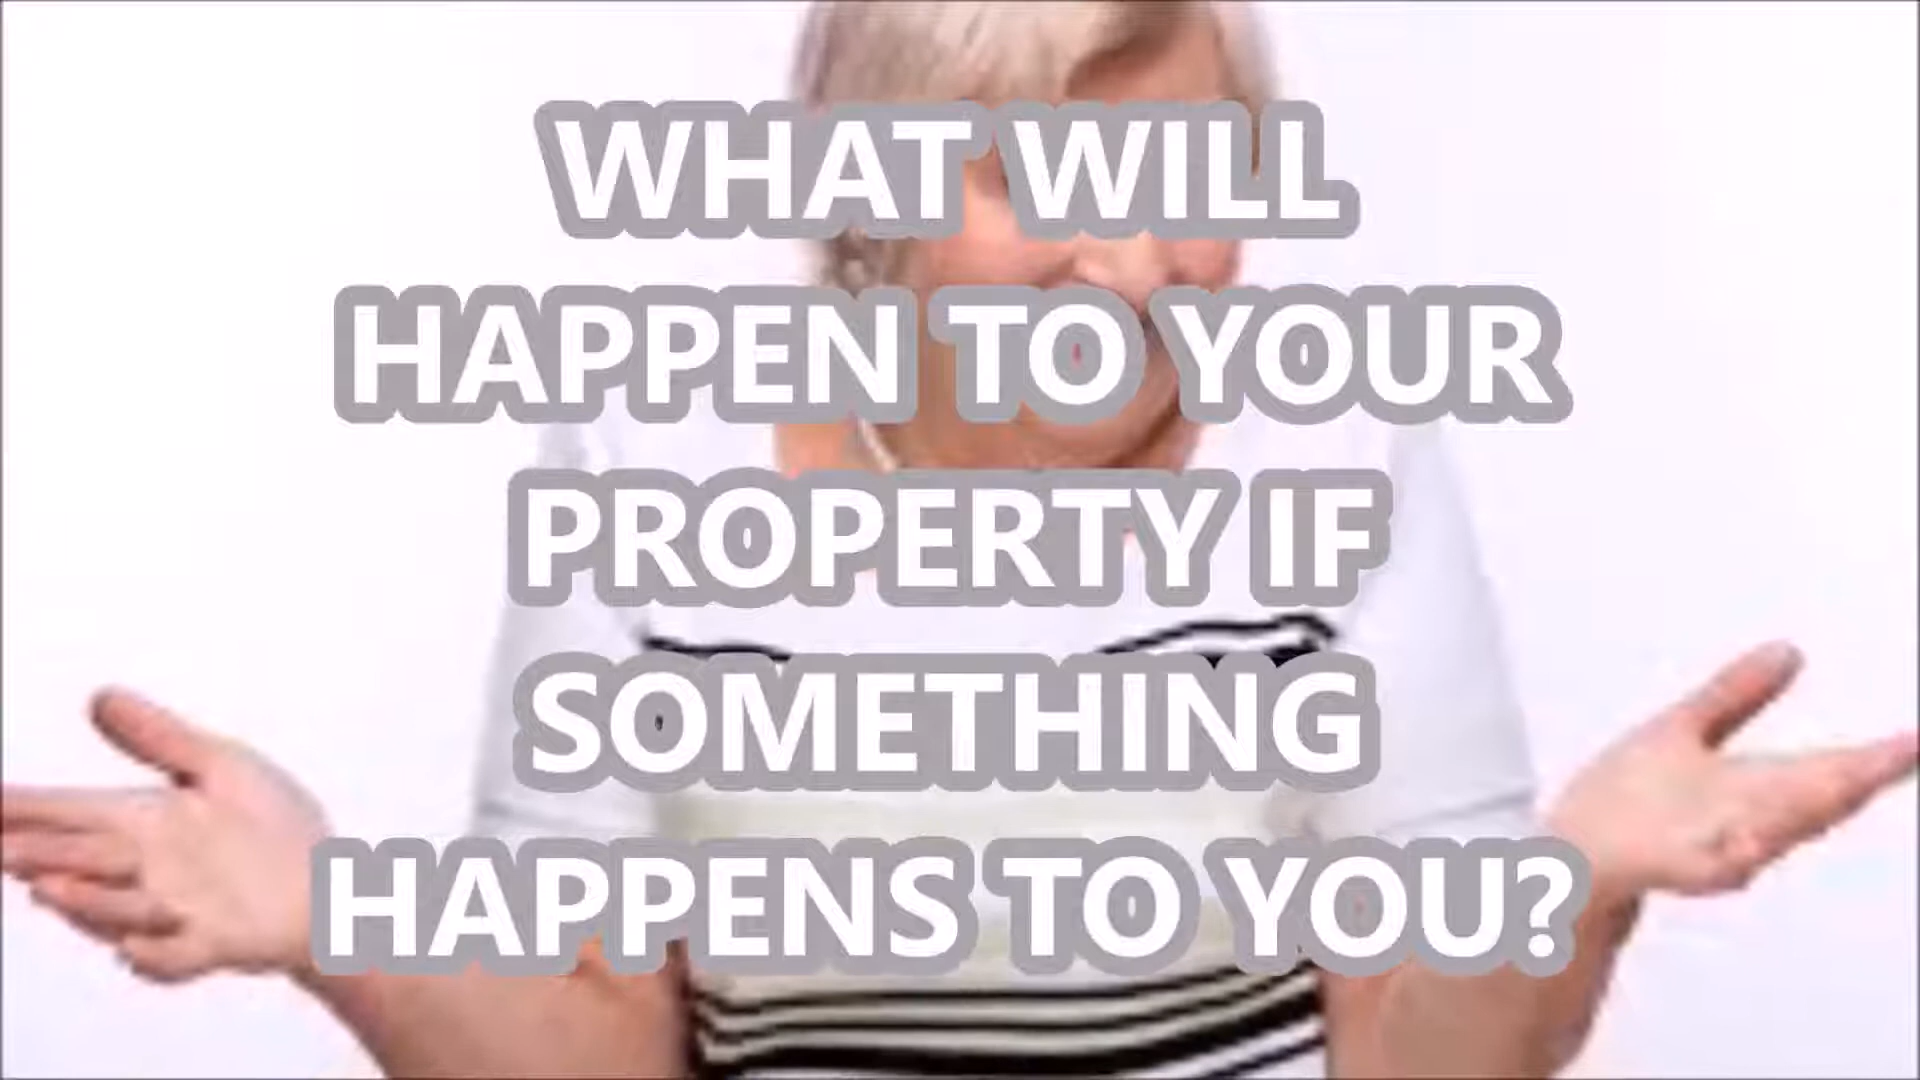 WHAT WILL
HAPPEN TO YOUR
PROPERTY IF
SOMETHING
HAPPENS TO YOU?